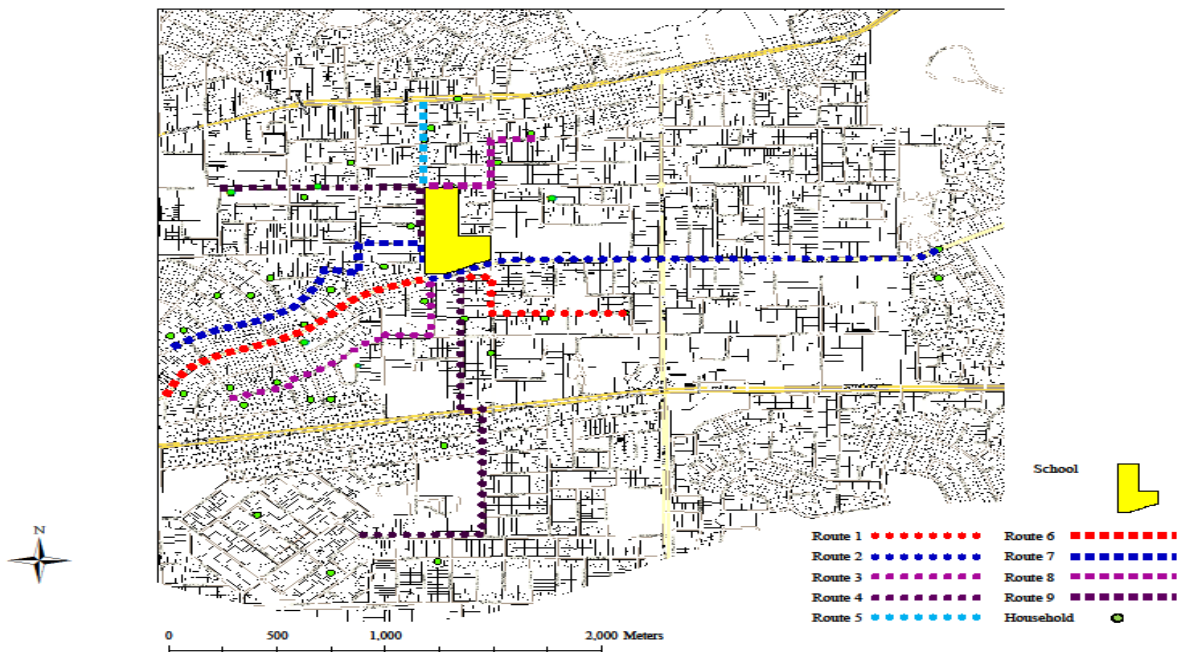 School
N
Route 1
Route 6
Route 2
Route 7
Route 3
Route 8
Route 4
Route 9
Route 5
Household
0 500 1,000 2,000 Meters